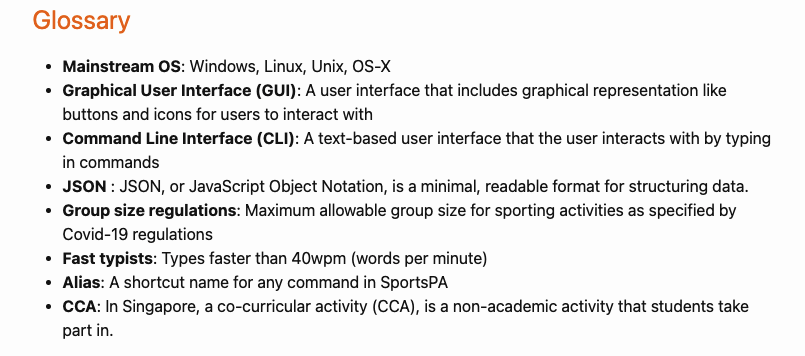 Glossary
• Mainstream OS: Windows, Linux, Unix, OS-X
• Graphical User Interface (GUI): A user interface that includes graphical representation like
buttons and icons for users to interact with
• Command Line Interface (CLI): A text-based user interface that the user interacts with by typing
in commands
• JSON : JSON, or JavaScript Object Notation, is a minimal, readable format for structuring data.
• Group size regulations: Maximum allowable group size for sporting activities as specified by
Covid-19 regulations
• Fast typists: Types faster than 40wpm (words per minute)
• Alias: A shortcut name for any command in SportsPA
• CCA: In Singapore, a co-curricular activity (CCA), is a non-academic activity that students take
part in.